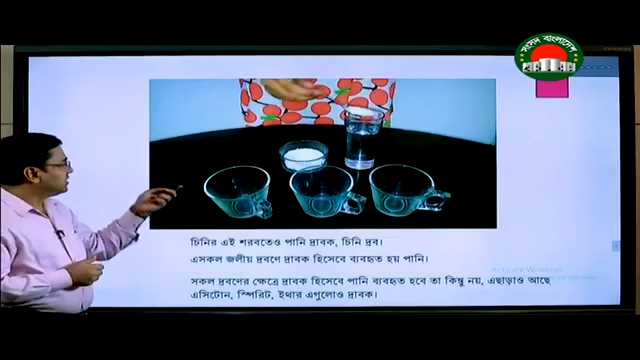 সংসদ বাংলাদেশ
চিনির এই শরবতেও পানি দ্রাবক, চিনি দ্রব।
এসকল জলীয় দ্রবণে দ্রাবক হিসেবে ব্যবহৃত হয় পানি।
Activate Windows
সকল দ্রবণের ক্ষেত্রে দ্রাবক হিসেবে পানি ব্যবহৃত হবে তা কিন্তু নয়, এছাড়াও আছে
এসিটোন, স্পিরিট, ইথার এগুলোও দ্রাবক।